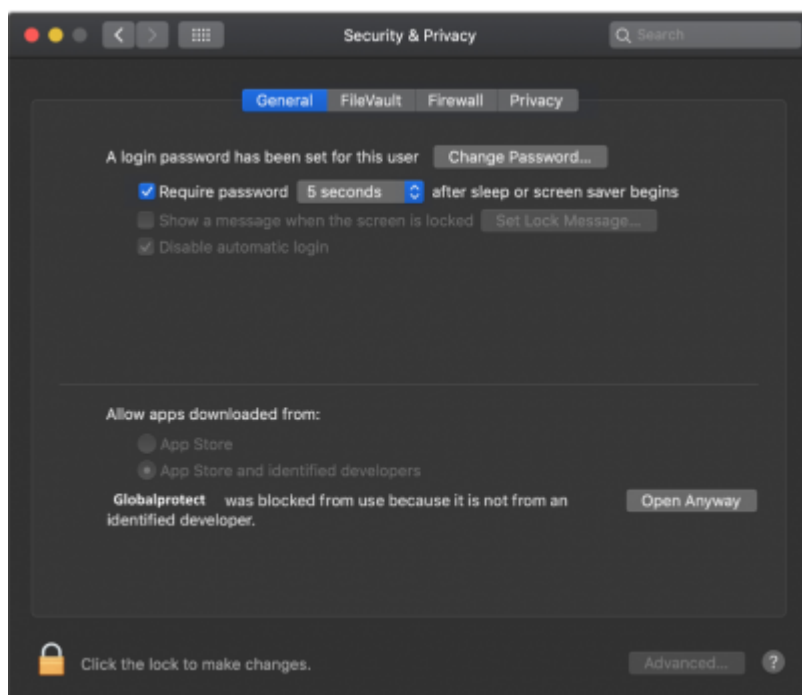 Security & Privacy
Search
General FileVault Firewall Privacy
A login password has been set for this user Change Password...
Require password 5 seconds after sleep or screen saver begins
Show a message when the screen is locked Set Lock Message...
Disable automatic login
Allow apps downloaded from:
App Store
App Store and identified developers
Globalprotect was blocked from use because it is not from an Open Anyway
identified developer.
Click the lock to make changes. Advanced... ?